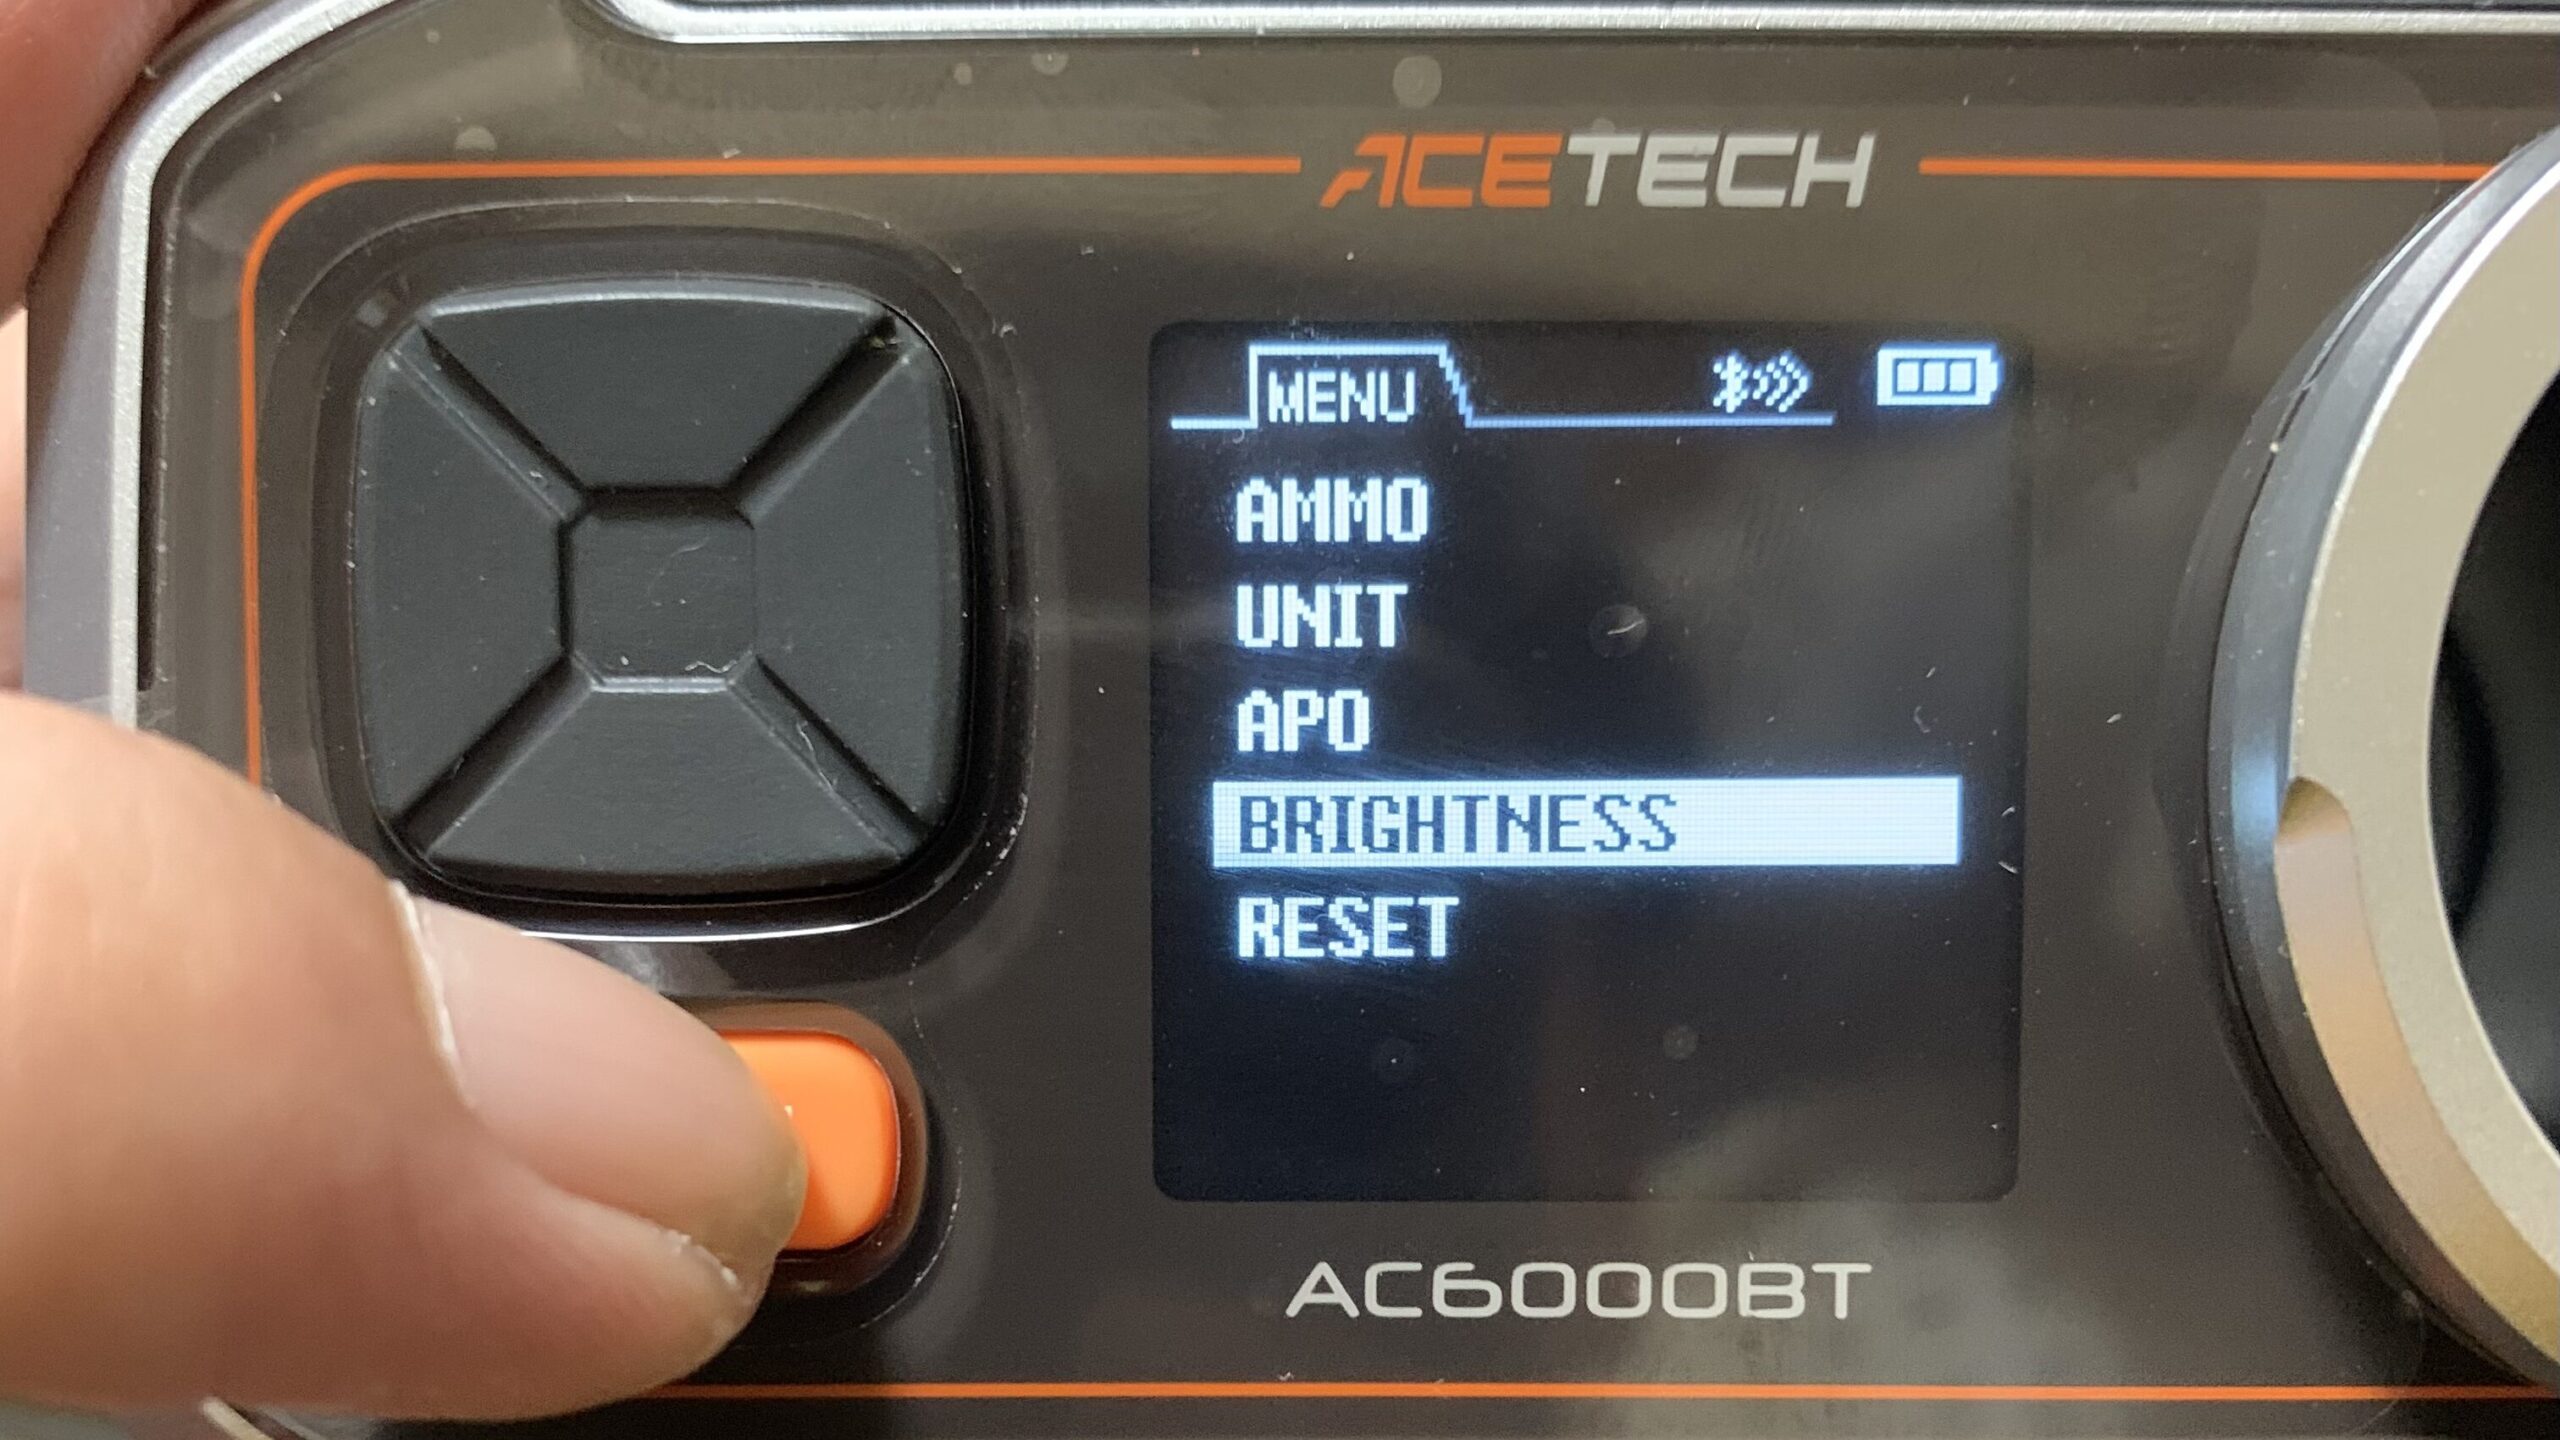 ACETECH
MENU
AMMO
UNIT
APO
BRIGHTNESS
RESET
AC6000BT